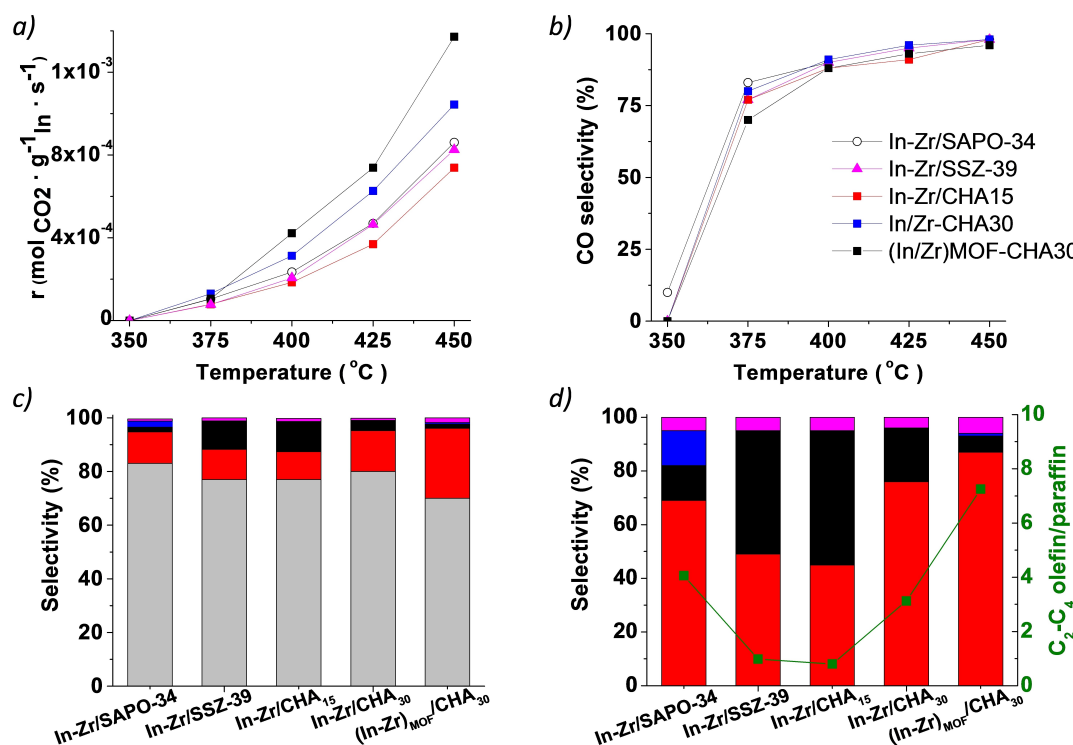 a)
r (mol CO2 · g⁻¹In · s⁻¹)
1x10⁻³
8x10⁻⁴
4x10⁻⁴
0
350 375 400 425 450
Temperature ( °C )
b)
CO selectivity (%)
100
75
50
25
0
In-Zr/SAPO-34
In-Zr/SSZ-39
In-Zr/CHA15
In/Zr-CHA30
(In/Zr)MOF-CHA30
350 375 400 425 450
Temperature ( °C )
c)
Selectivity (%)
100
80
60
40
20
0
In-Zr/SAPO-34
In-Zr/SSZ-39
In-Zr/CHA₁₅
In-Zr/CHA₃₀
(In-Zr)MOF/CHA₃₀
d)
Selectivity (%)
100
80
60
40
20
0
10
8
6
4
2
0
C₂-C₄ olefin/paraffin
In-Zr/SAPO-34
In-Zr/SSZ-39
In-Zr/CHA₁₅
In-Zr/CHA₃₀
(In-Zr)MOF/CHA₃₀